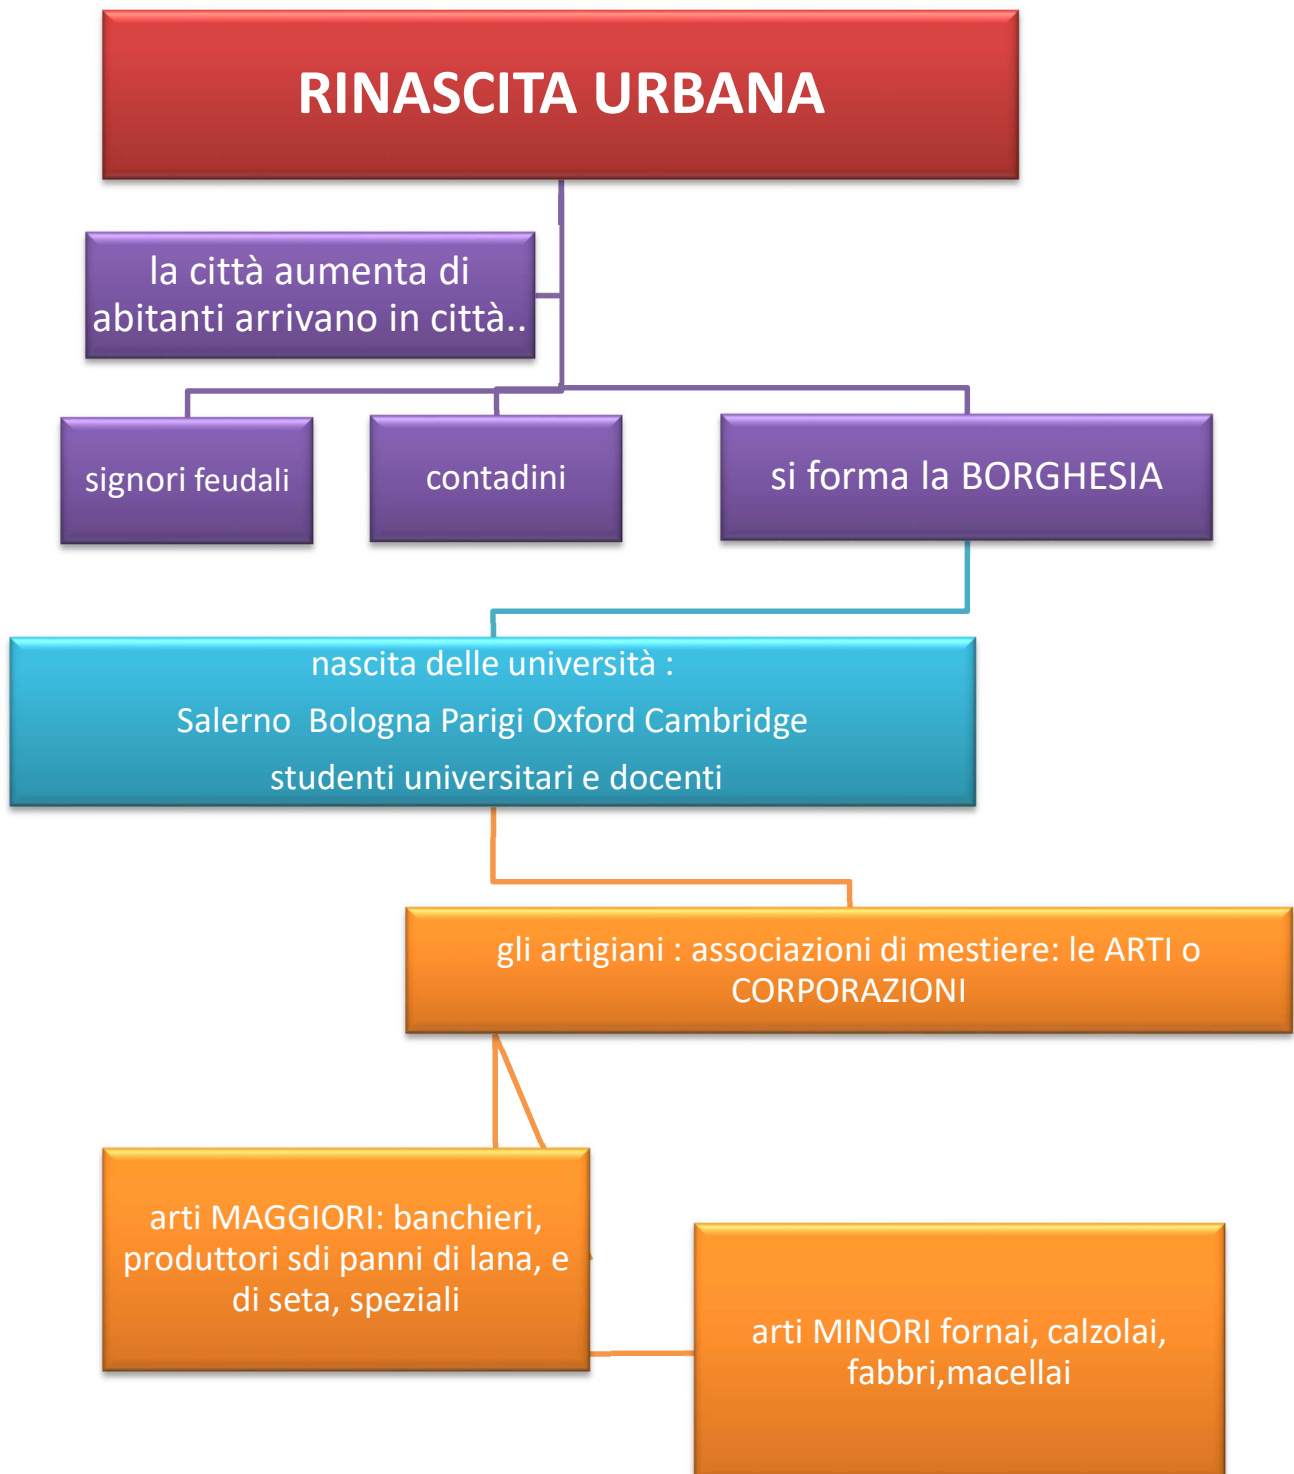 RINASCITA URBANA
la città aumenta di
abitanti arrivano in città..
signori feudali
contadini
si forma la BORGHESIA
nascita delle università :
Salerno  Bologna Parigi Oxford Cambridge
studenti universitari e docenti
gli artigiani : associazioni di mestiere: le ARTI o
CORPORAZIONI
arti MAGGIORI: banchieri,
produttori sdi panni di lana, e
di seta, speziali
arti MINORI fornai, calzolai,
fabbri,macellai